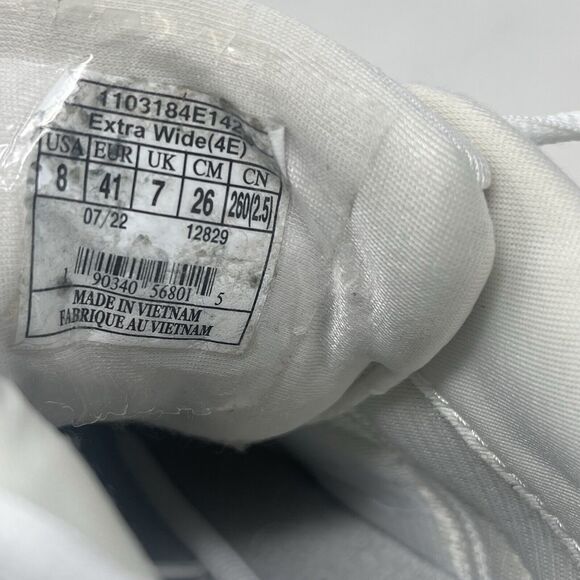 1103184E142
Extra Wide(4E)
USA EUR UK CM CN
8 41 7 26 260(2.5)
07/22 12829
1 90340 56801 5
MADE IN VIETNAM
FABRIQUE AU VIETNAM